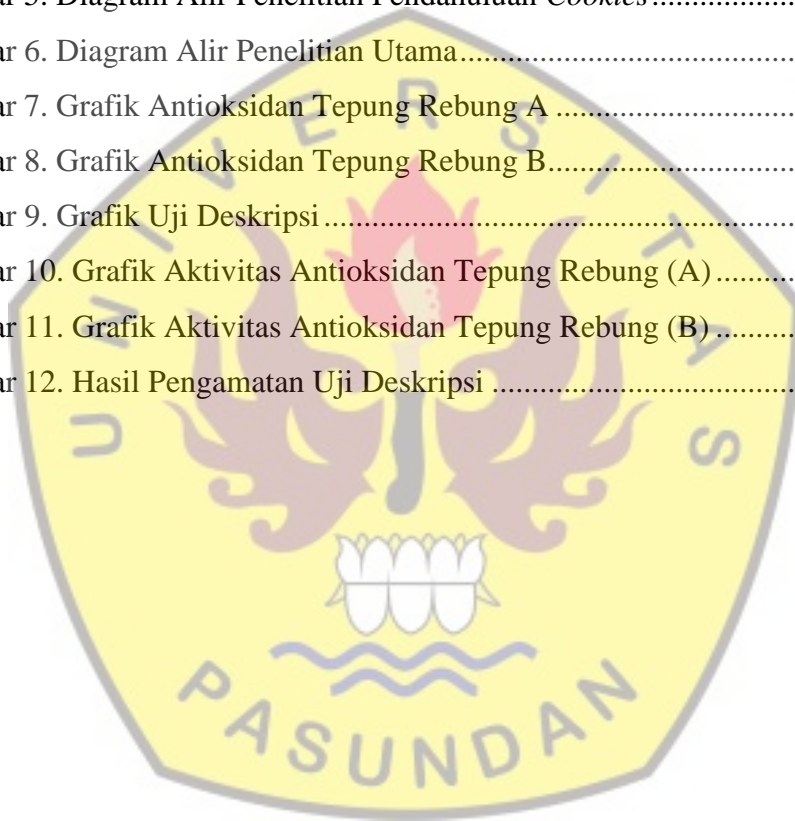 ar 5. Diagram Alir Penelitian Pendahuluan Cookies....................
ar 6. Diagram Alir Penelitian Utama.............................................
ar 7. Grafik Antioksidan Tepung Rebung A ................................
ar 8. Grafik Antioksidan Tepung Rebung B.................................
ar 9. Grafik Uji Deskripsi................................................................
ar 10. Grafik Aktivitas Antioksidan Tepung Rebung (A)..........
ar 11. Grafik Aktivitas Antioksidan Tepung Rebung (B)..........
ar 12. Hasil Pengamatan Uji Deskripsi .......................................
UNIVERSITAS
PASUNDAN